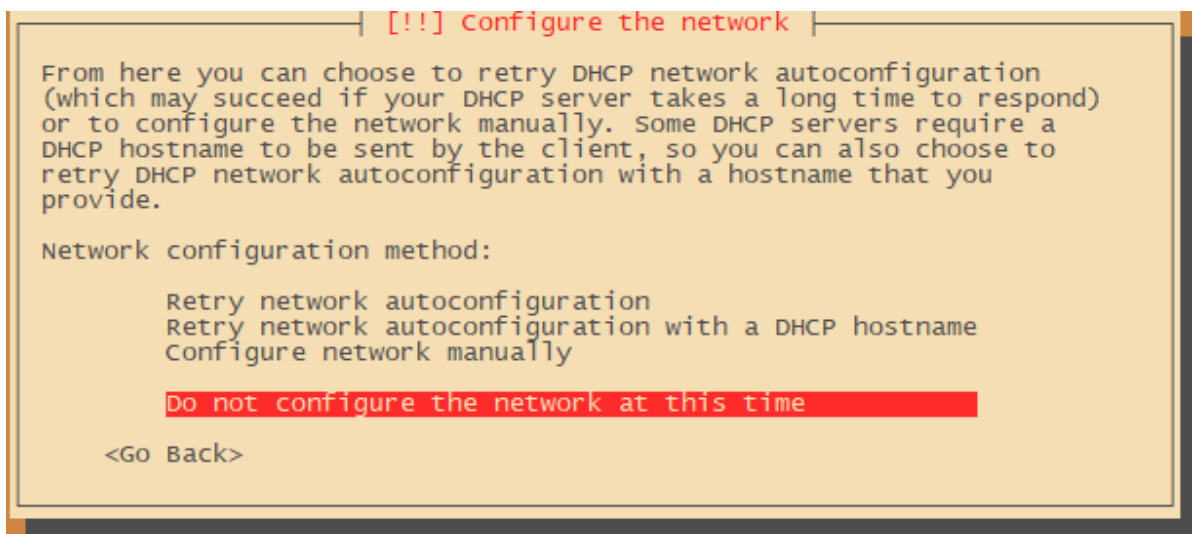 [!!] Configure the network
From here you can choose to retry DHCP network autoconfiguration
(which may succeed if your DHCP server takes a long time to respond)
or to configure the network manually. Some DHCP servers require a
DHCP hostname to be sent by the client, so you can also choose to
retry DHCP network autoconfiguration with a hostname that you
provide.
Network configuration method:
Retry network autoconfiguration
Retry network autoconfiguration with a DHCP hostname
Configure network manually
Do not configure the network at this time
<Go Back>